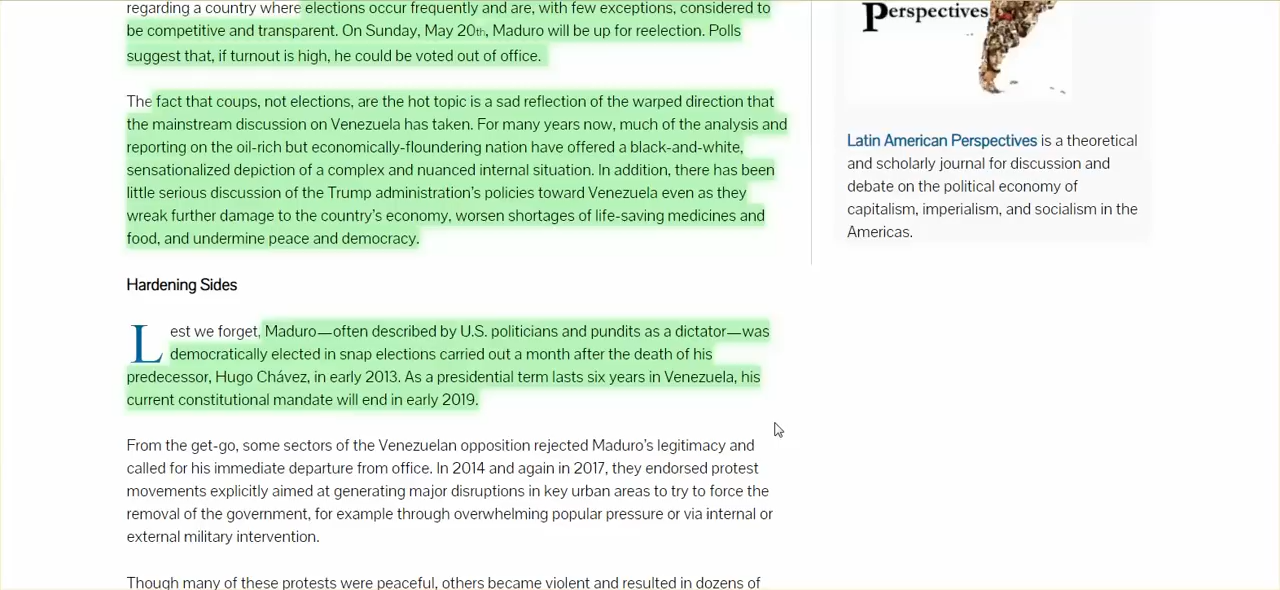 regarding a country where elections occur frequently and are, with few exceptions, considered to
be competitive and transparent. On Sunday, May 20th, Maduro will be up for reelection. Polls
suggest that, if turnout is high, he could be voted out of office.
The fact that coups, not elections, are the hot topic is a sad reflection of the warped direction that
the mainstream discussion on Venezuela has taken. For many years now, much of the analysis and
reporting on the oil-rich but economically-floundering nation have offered a black-and-white,
sensationalized depiction of a complex and nuanced internal situation. In addition, there has been
little serious discussion of the Trump administration's policies toward Venezuela even as they
wreak further damage to the country's economy, worsen shortages of life-saving medicines and
food, and undermine peace and democracy.
Hardening Sides
Lest we forget, Maduro—often described by U.S. politicians and pundits as a dictator—was
democratically elected in snap elections carried out a month after the death of his
predecessor, Hugo Chávez, in early 2013. As a presidential term lasts six years in Venezuela, his
current constitutional mandate will end in early 2019.
From the get-go, some sectors of the Venezuelan opposition rejected Maduro's legitimacy and
called for his immediate departure from office. In 2014 and again in 2017, they endorsed protest
movements explicitly aimed at generating major disruptions in key urban areas to try to force the
removal of the government, for example through overwhelming popular pressure or via internal or
external military intervention.
Though many of these protests were peaceful, others became violent and resulted in dozens of
Perspectives
Latin American Perspectives is a theoretical
and scholarly journal for discussion and
debate on the political economy of
capitalism, imperialism, and socialism in the
Americas.